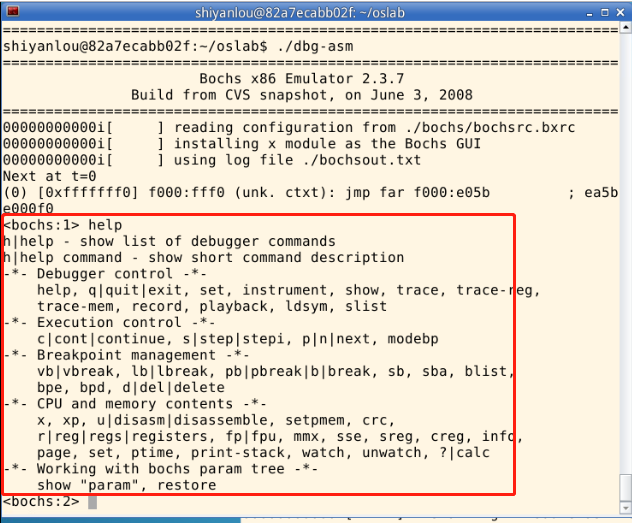 shiyanlou@82a7ecabb02f: ~/oslab
================================================================
shiyanlou@82a7ecabb02f:~/oslab$ ./dbg-asm
================================================================
Bochs x86 Emulator 2.3.7
Build from CVS snapshot, on June 3, 2008
================================================================
00000000000i[     ] reading configuration from ./bochs/bochsrc.bxrc
00000000000i[     ] installing x module as the Bochs GUI
00000000000i[     ] using log file ./bochsout.txt
Next at t=0
(0) [0xfffffff0] f000:fff0 (unk. ctxt): jmp far f000:e05b         ; ea5b
e000f0
<bochs:1> help
h|help - show list of debugger commands
h|help command - show short command description
-*- Debugger control -*-
help, q|quit|exit, set, instrument, show, trace, trace-reg,
trace-mem, record, playback, ldsym, slist
-*- Execution control -*-
c|cont|continue, s|step|stepi, p|n|next, modebp
-*- Breakpoint management -*-
vb|vbreak, lb|lbreak, pb|pbreak|b|break, sb, sba, blist,
bpe, bpd, d|del|delete
-*- CPU and memory contents -*-
x, xp, u|disasm|disassemble, setpmem, crc,
r|reg|regs|registers, fp|fpu, mmx, sse, sreg, creg, info,
page, set, ptime, print-stack, watch, unwatch, ?|calc
-*- Working with bochs param tree -*-
show "param", restore
<bochs:2>